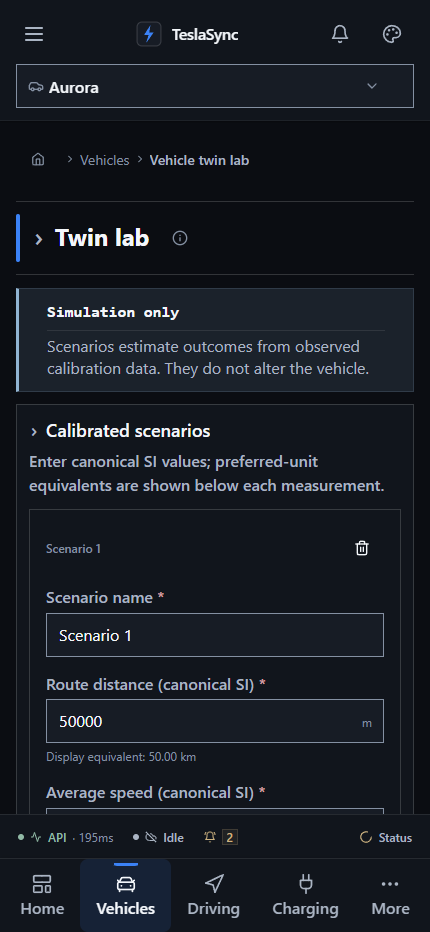 TeslaSync
Aurora
Vehicles
Vehicle twin lab
Twin lab
Simulation only
Scenarios estimate outcomes from observed
calibration data. They do not alter the vehicle.
Calibrated scenarios
Enter canonical SI values; preferred-unit
equivalents are shown below each measurement.
Scenario 1
Scenario name *
Scenario 1
Route distance (canonical SI) *
50000 m
Display equivalent: 50.00 km
Average speed (canonical SI) *
API · 195ms Idle 2 Status
Home Vehicles Driving Charging More